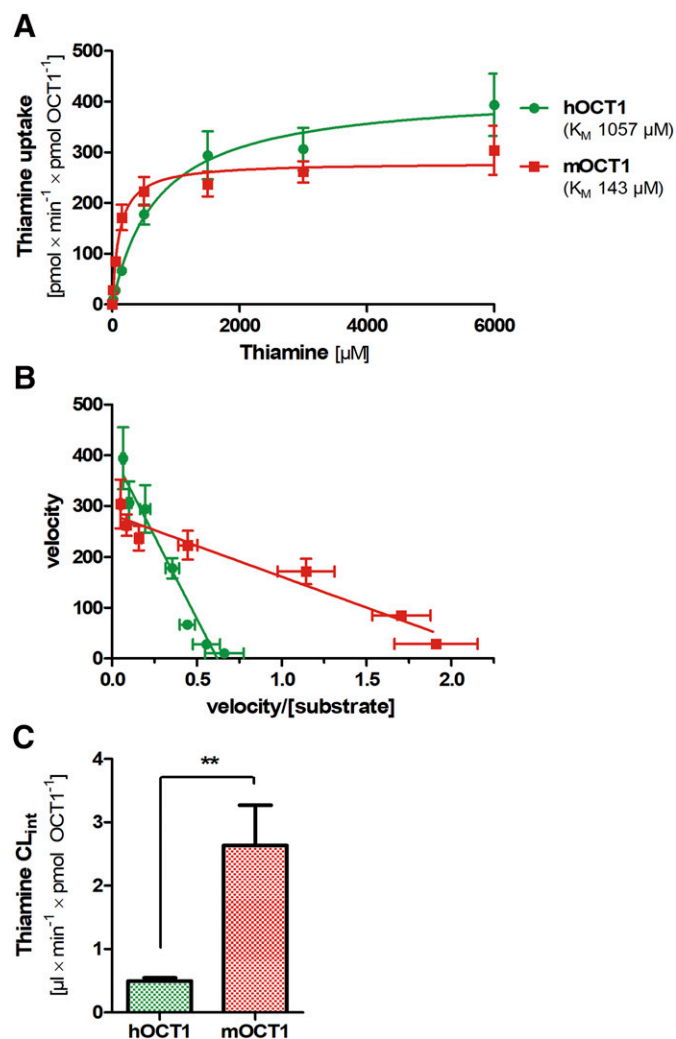 A
Thiamine uptake
[pmol × min⁻¹ × pmol OCT1⁻¹]
500
400
300
200
100
0
0
2000
4000
6000
Thiamine [µM]
hOCT1
(K_M 1057 µM)
mOCT1
(K_M 143 µM)
B
velocity
500
400
300
200
100
0
0.0
0.5
1.0
1.5
2.0
velocity/[substrate]
C
Thiamine CL_int
[µl × min⁻¹ × pmol OCT1⁻¹]
4
3
2
1
0
**
hOCT1
mOCT1